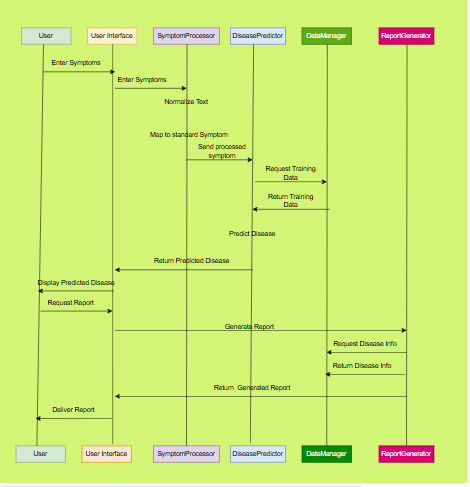 User
User Interface
SymptomProcessor
DiseasePredictor
DataManager
ReportGenerator
Enter Symptoms
Enter Symptoms
Normalize Text
Map to standard Symptom
Send processed
symptom
Request Training
Data
Return Training
Data
Predict Disease
Return Predicted Disease
Display Predicted Disease
Request Report
Generate Report
Request Disease Info
Return Disease Info
Return Generated Report
Deliver Report
User
User Interface
SymptomProcessor
DiseasePredictor
DataManager
ReportGenerator